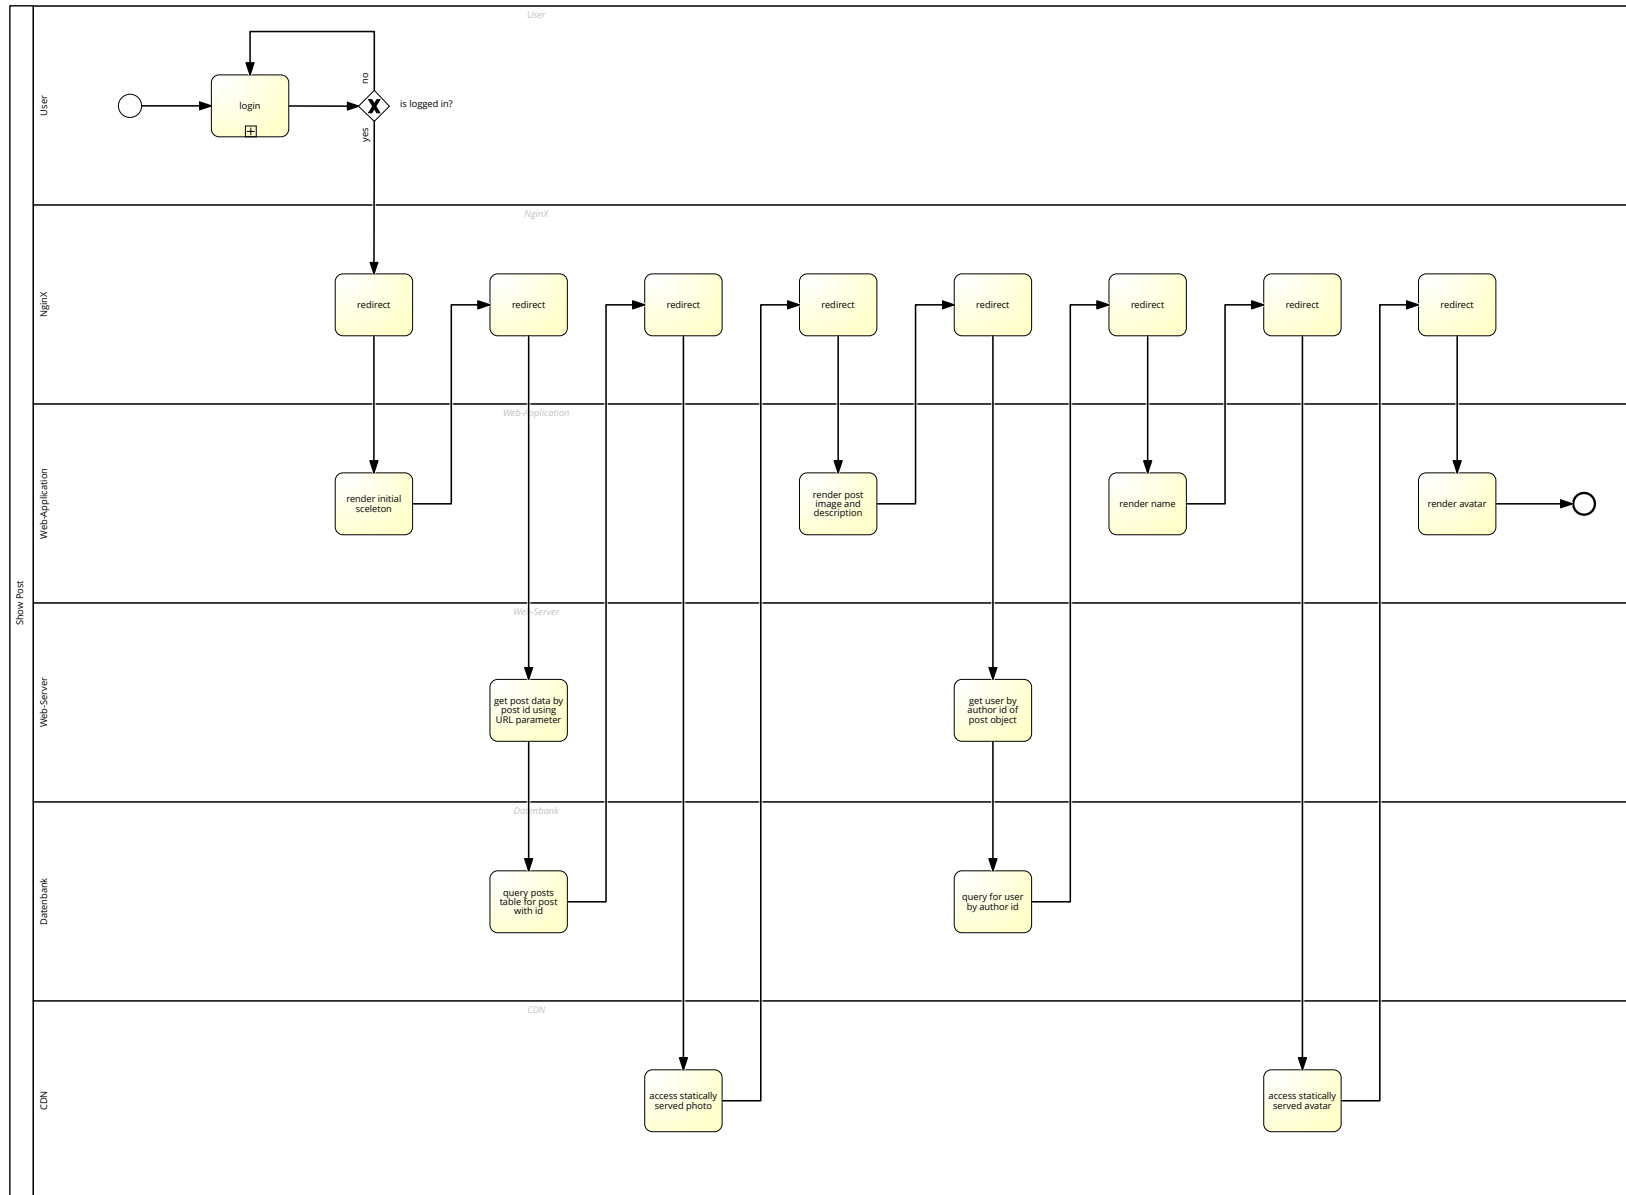 Show Post
User
User
no
login
is logged in?
yes
NginX
NginX
redirect
redirect
redirect
redirect
redirect
redirect
redirect
redirect
Web-Application
Web-Application
render initial
sceleton
render post
image and
description
render name
render avatar
Web-Server
Web-Server
get post data by
post id using
URL parameter
get user by
author id of
post object
Datenbank
Datenbank
query posts
table for post
with id
query for user
by author id
CDN
CDN
access statically
served photo
access statically
served avatar